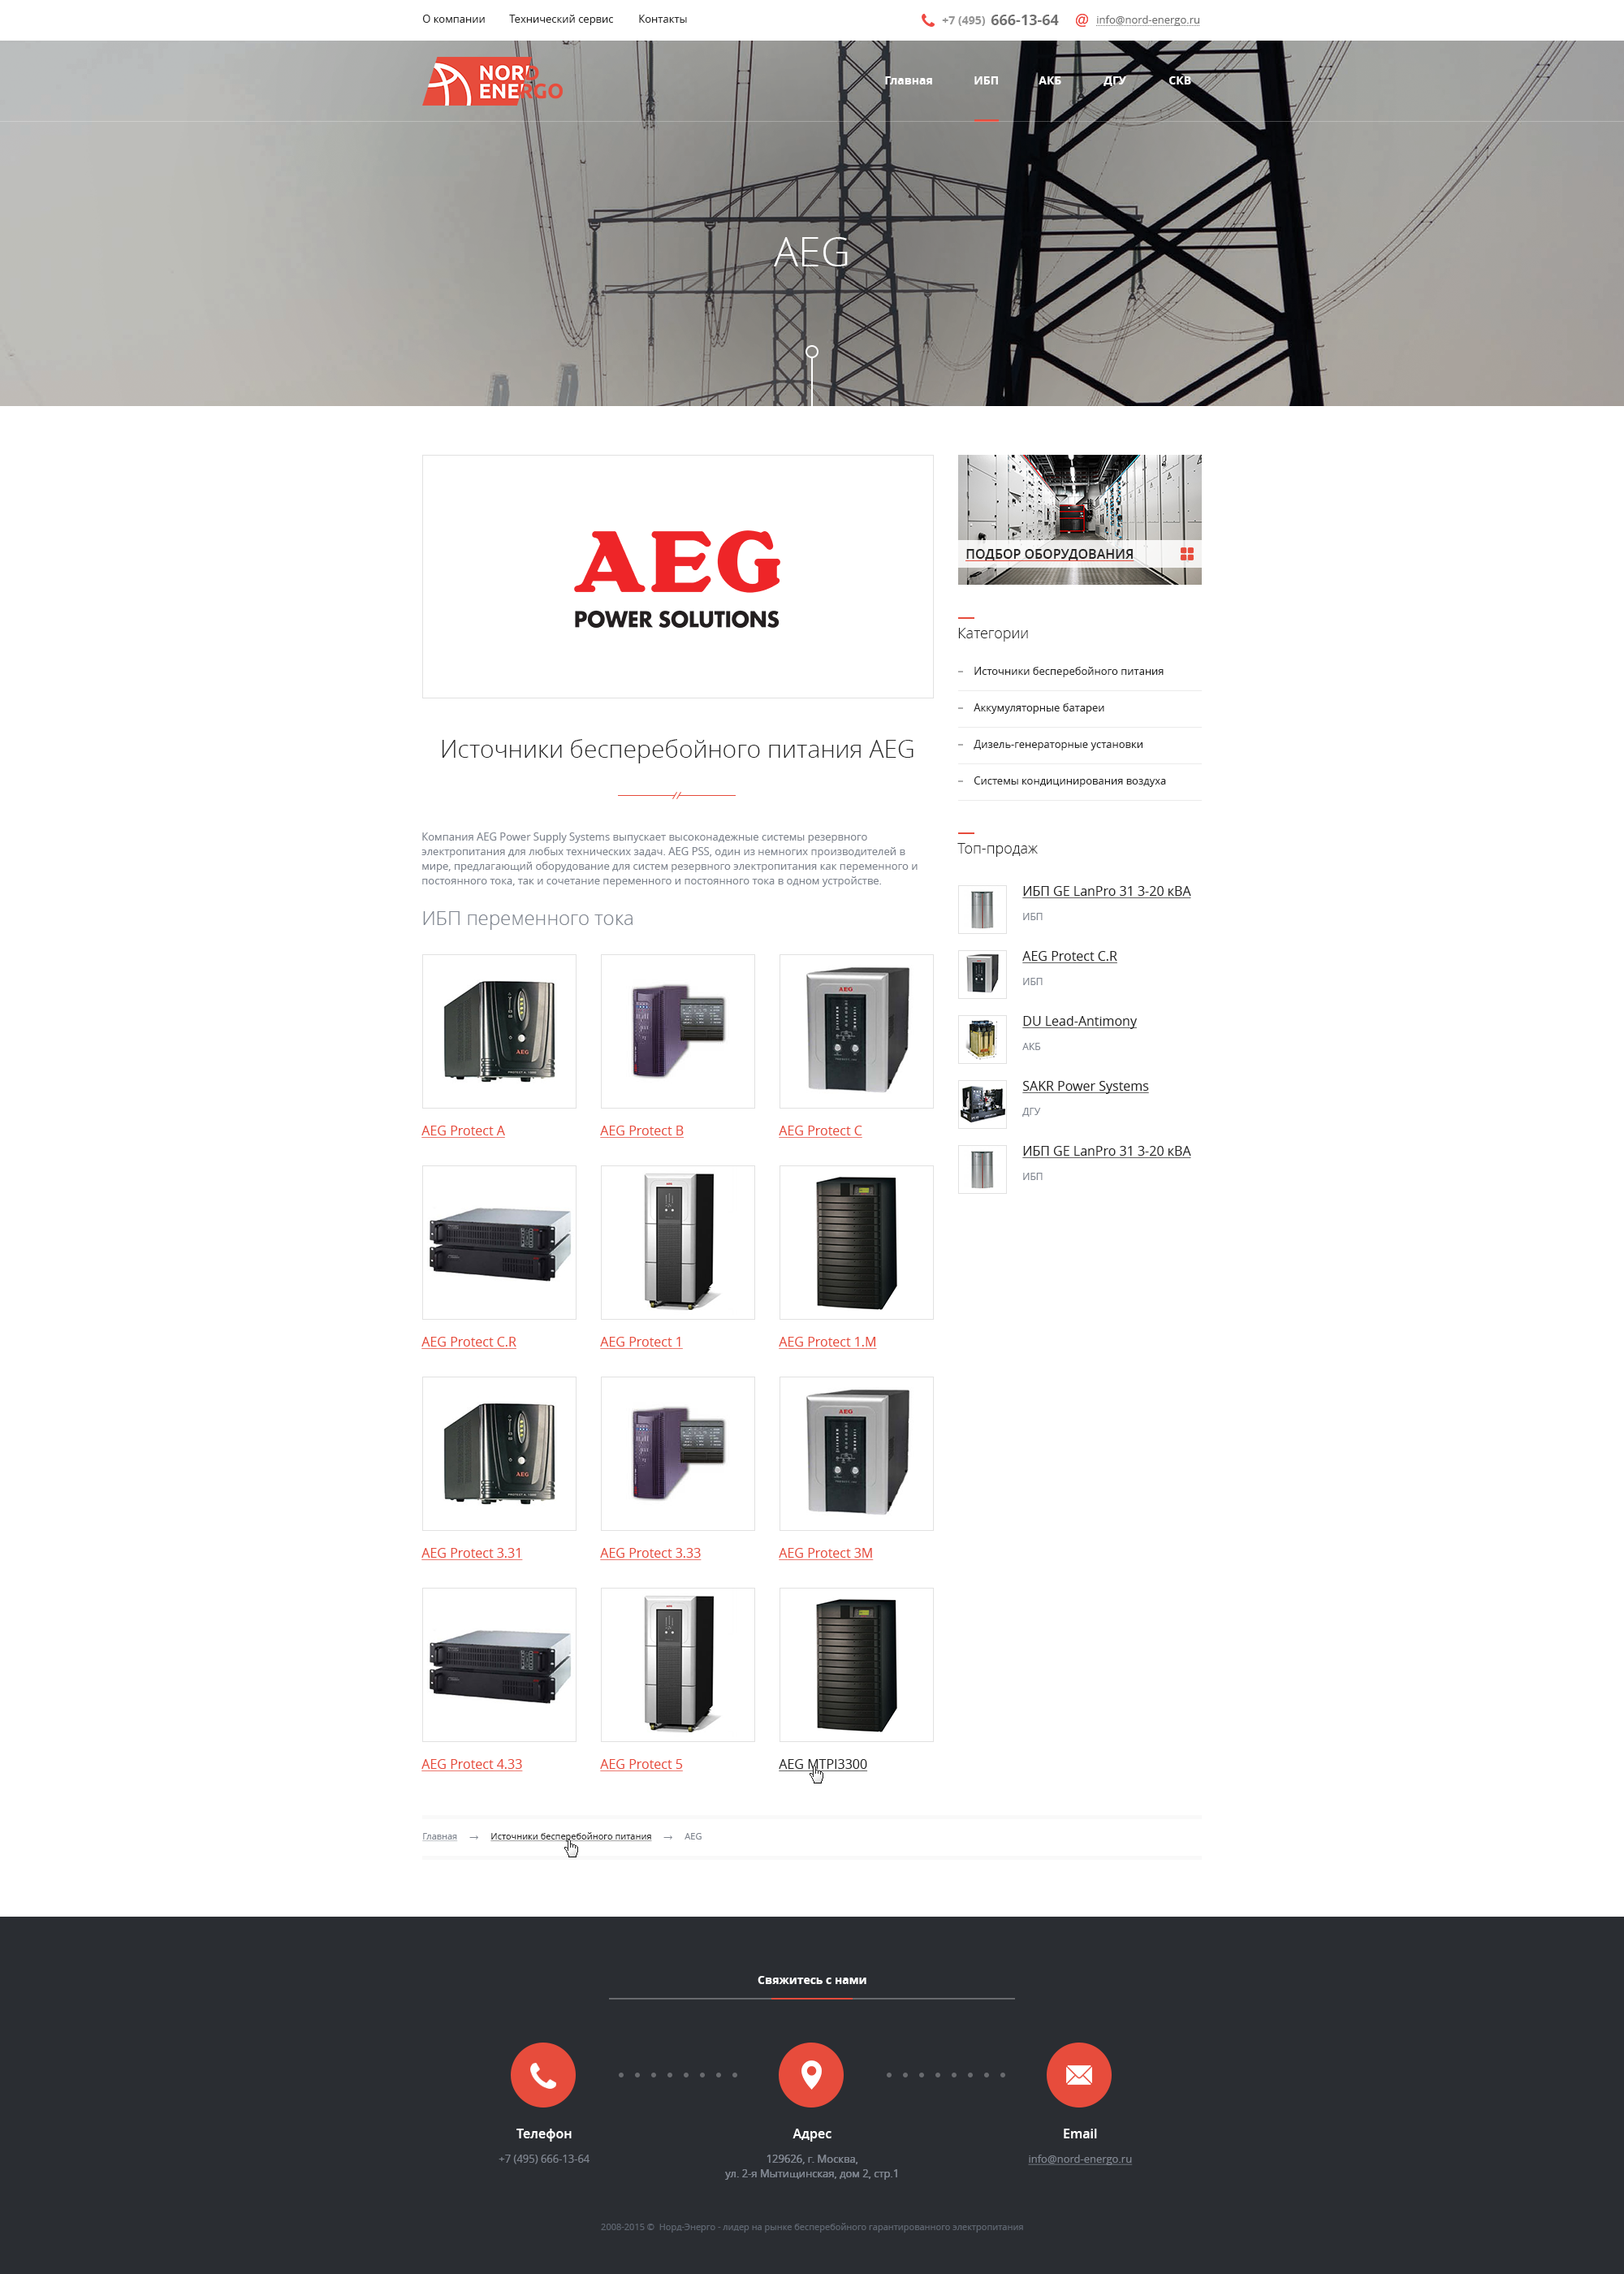 О компании Технический сервис Контакты +7 (495) 666-13-64 @ info@nord-energo.ru
NORD
ENERGO
Главная ИБП АКБ ДГУ СКВ
AEG
AEG
POWER SOLUTIONS
ПОДБОР ОБОРУДОВАНИЯ
Источники бесперебойного питания AEG
Компания AEG Power Supply Systems выпускает высоконадежные системы резервного
электропитания для любых технических задач. AEG PSS, один из немногих производителей в
мире, предлагающий оборудование для систем резервного электропитания как переменного и
постоянного тока, так и сочетание переменного и постоянного тока в одном устройстве.
ИБП переменного тока
AEG
AEG
AEG Protect A AEG Protect B AEG Protect C
AEG Protect C.R AEG Protect 1 AEG Protect 1.M
AEG
AEG
AEG Protect 3.31 AEG Protect 3.33 AEG Protect 3M
AEG Protect 4.33 AEG Protect 5 AEG MTPI3300
Категории
– Источники бесперебойного питания
– Аккумуляторные батареи
– Дизель-генераторные установки
– Системы кондицинирования воздуха
Топ-продаж
ИБП GE LanPro 31 3-20 кВА
ИБП
AEG Protect C.R
ИБП
DU Lead-Antimony
АКБ
SAKR Power Systems
ДГУ
ИБП GE LanPro 31 3-20 кВА
ИБП
Главная → Источники бесперебойного питания → AEG
Свяжитесь с нами
Телефон
+7 (495) 666-13-64
Адрес
129626, г. Москва,
ул. 2-я Мытищинская, дом 2, стр.1
Email
info@nord-energo.ru
2008-2015 © Норд-Энерго - лидер на рынке бесперебойного гарантированного электропитания